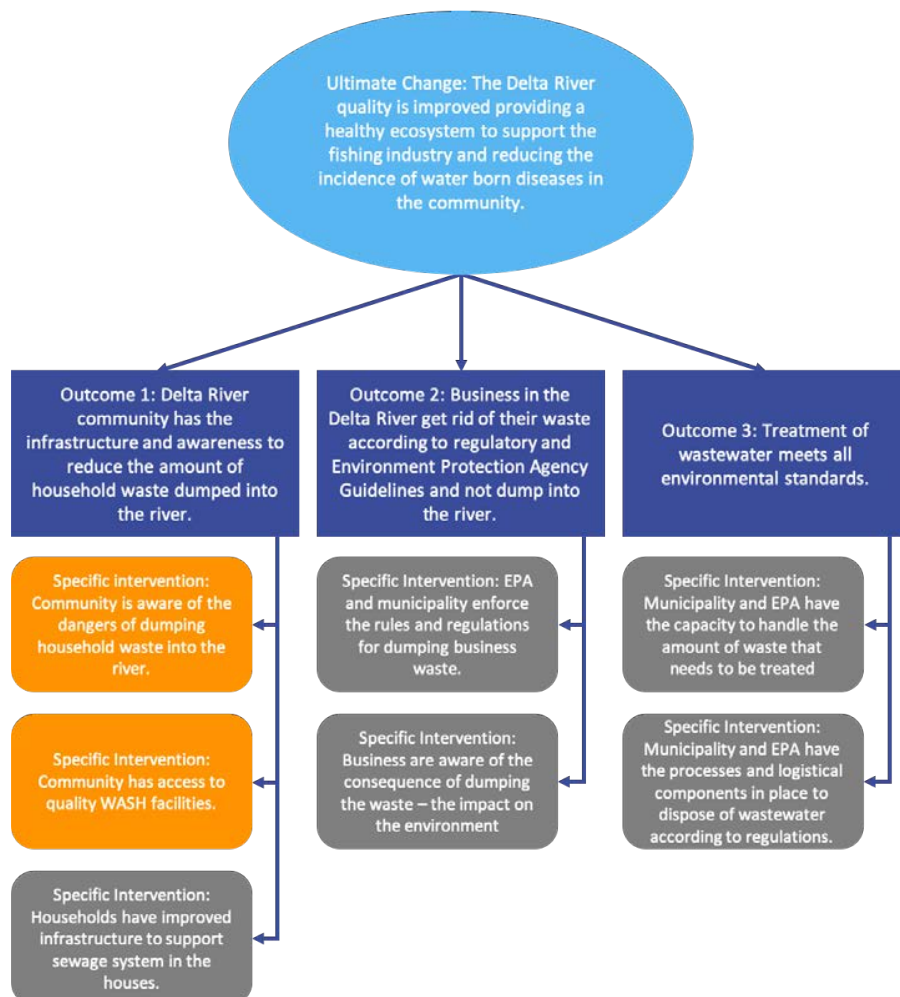 Ultimate Change: The Delta River
quality is improved providing a
healthy ecosystem to support the
fishing industry and reducing the
incidence of water born diseases in
the community.
Outcome 1: Delta River
community has the
infrastructure and awareness to
reduce the amount of
household waste dumped into
the river.
Outcome 2: Business in the
Delta River get rid of their waste
according to regulatory and
Environment Protection Agency
Guidelines and not dump into
the river.
Outcome 3: Treatment of
wastewater meets all
environmental standards.
Specific intervention:
Community is aware of the
dangers of dumping
household waste into the
river.
Specific Intervention:
Community has access to
quality WASH facilities.
Specific Intervention:
Households have improved
infrastructure to support
sewage system in the
houses.
Specific Intervention: EPA
and municipality enforce
the rules and regulations
for dumping business
waste.
Specific Intervention:
Business are aware of the
consequence of dumping
the waste – the impact on
the environment
Specific Intervention:
Municipality and EPA have
the capacity to handle the
amount of waste that
needs to be treated
Specific Intervention:
Municipality and EPA have
the processes and logistical
components in place to
dispose of wastewater
according to regulations.